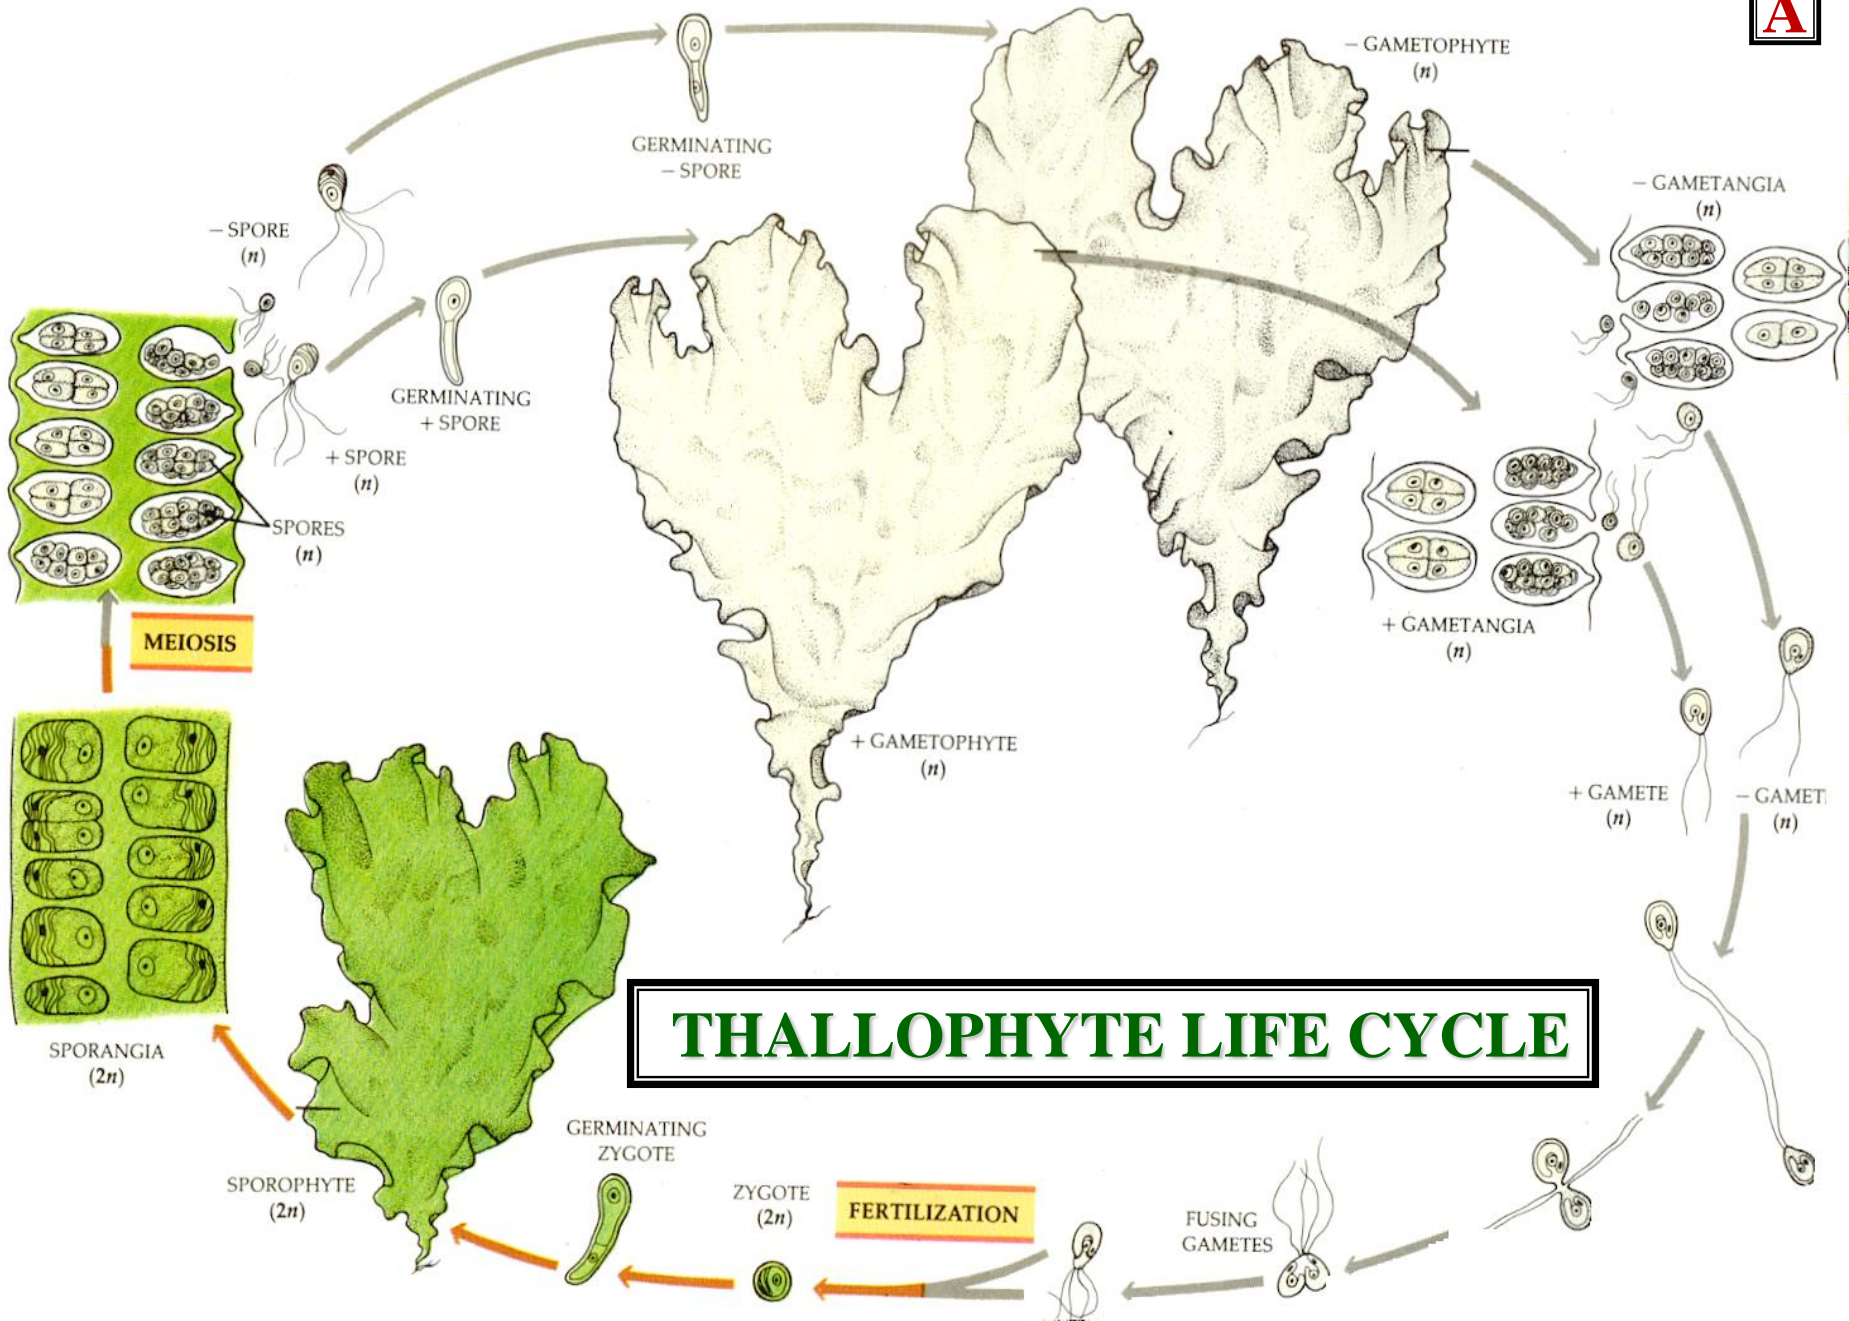 A
− GAMETOPHYTE
(n)
GERMINATING
− SPORE
− GAMETANGIA
(n)
− SPORE
(n)
GERMINATING
+ SPORE
+ SPORE
(n)
SPORES
(n)
+ GAMETANGIA
(n)
MEIOSIS
+ GAMETOPHYTE
(n)
+ GAMETE
(n)
− GAMET
(n)
THALLOPHYTE LIFE CYCLE
SPORANGIA
(2n)
GERMINATING
ZYGOTE
SPOROPHYTE
(2n)
ZYGOTE
(2n)
FERTILIZATION
FUSING
GAMETES